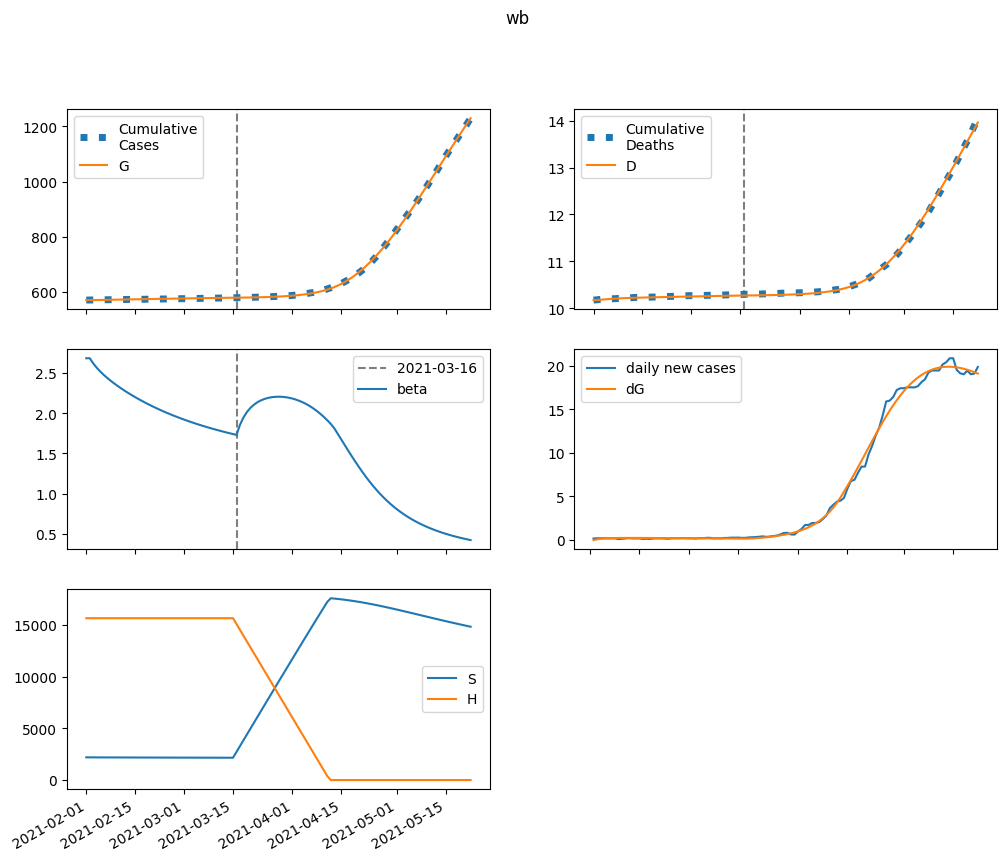 wb
1200
1000
800
600
Cumulative
Cases
G
14
13
12
11
10
Cumulative
Deaths
D
2.5
2.0
1.5
1.0
0.5
2021-03-16
beta
20
15
10
5
0
daily new cases
dG
15000
10000
5000
0
S
H
2021-02-01
2021-02-15
2021-03-01
2021-03-15
2021-04-01
2021-04-15
2021-05-01
2021-05-15